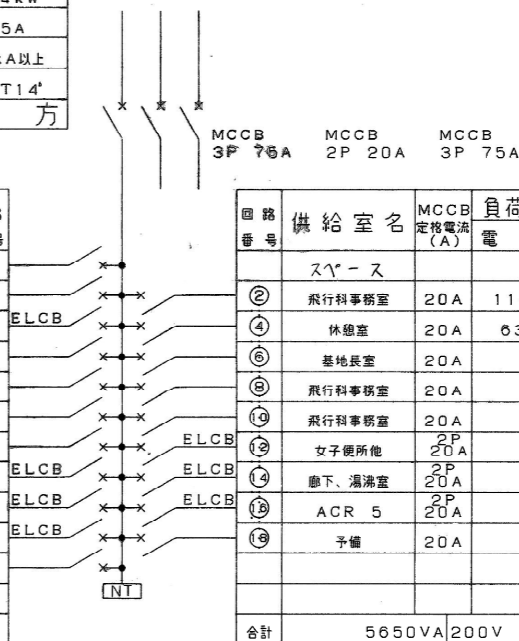 5A
A以上
T14°
方
MCCB MCCB MCCB
3P 75A 2P 20A 3P 75A
回路番号 供給室名 MCCB定格電流(A) 負荷 電
スペース
② 飛行科事務室 20A 11
ELCB ④ 休憩室 20A 63
⑥ 基地長室 20A
⑧ 飛行科事務室 20A
⑩ 飛行科事務室 20A
ELCB ⑫ 女子便所他 2P 20A
ELCB ELCB ⑭ 廊下、湯沸室 2P 20A
ELCB ELCB ⑯ ACR 5 2P 20A
ELCB ⑱ 予備 20A
NT
合計 5650VA 200V